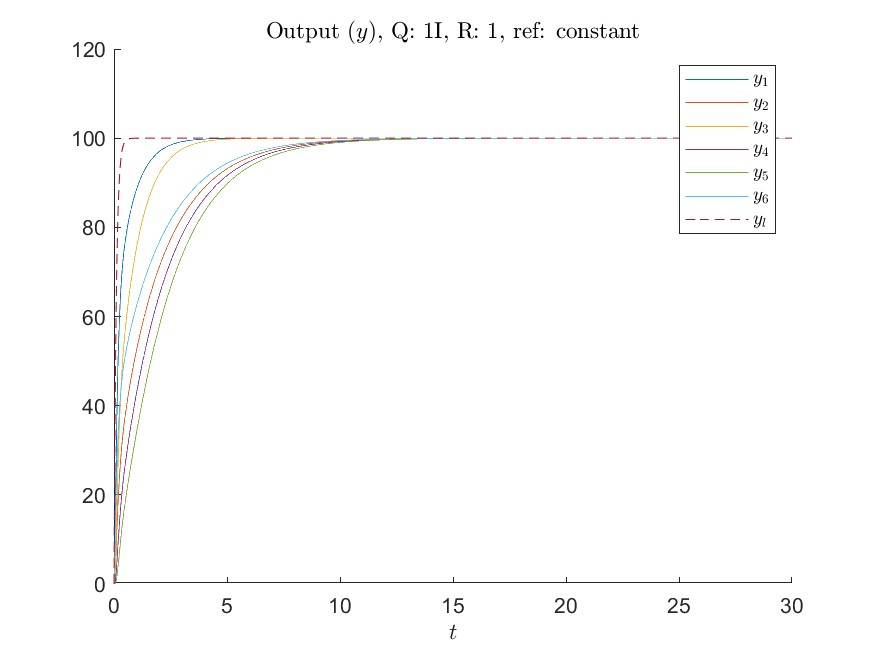 Output (y), Q: 1I, R: 1, ref: constant
120
100
80
60
40
20
0
y₁
y₂
y₃
y₄
y₅
y₆
yₗ
0 5 10 15 20 25 30
t